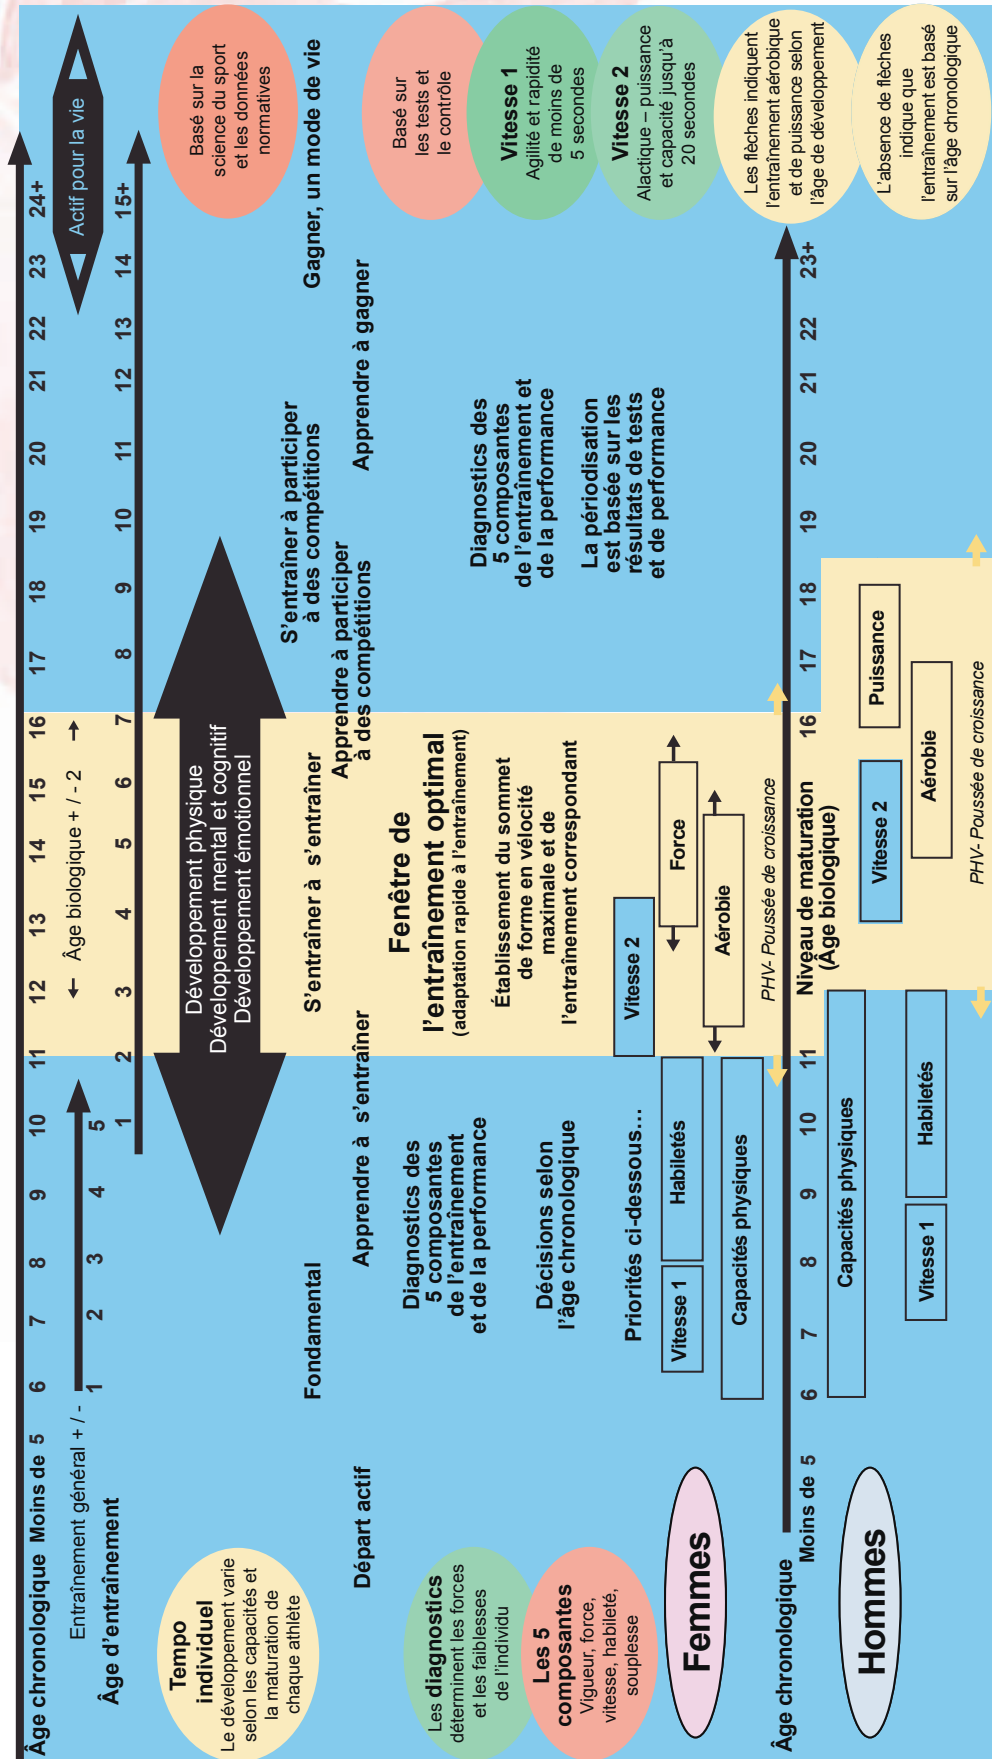 Âge chronologique Moins de 5 6 7 8 9 10 11 12 13 14 15 16 17 18 19 20 21 22 23 24+
Entraînement général + / -
← Âge biologique + / - 2 →
Actif pour la vie
1 2 3 4 5
Âge d'entraînement
1 2 3 4 5 6 7 8 9 10 11 12 13 14 15+
Tempo
individuel
Le développement varie
selon les capacités et
la maturation de
chaque athlète
Développement physique
Développement mental et cognitif
Développement émotionnel
Basé sur la
science du sport
et les données
normatives
Départ actif
Fondamental
Apprendre à s'entraîner
S'entraîner à s'entraîner
Apprendre à participer
à des compétitions
S'entraîner à participer
à des compétitions
Apprendre à gagner
Gagner, un mode de vie
Les diagnostics
déterminent les forces
et les faiblesses
de l'individu
Les 5
composantes
Vigueur, force,
vitesse, habileté,
souplesse
Diagnostics des
5 composantes
de l'entraînement
et de la performance
Décisions selon
l'âge chronologique
Priorités ci-dessous…
Fenêtre de
l'entraînement optimal
(adaptation rapide à l'entraînement)
Établissement du sommet
de forme en vélocité
maximale et de
l'entraînement correspondant
Diagnostics des
5 composantes
de l'entraînement et
de la performance
La périodisation
est basée sur les
résultats de tests
et de performance
Basé sur
les tests et
le contrôle
Vitesse 1
Agilité et rapidité
de moins de
5 secondes
Vitesse 2
Alactique – puissance
et capacité jusqu'à
20 secondes
Les flèches indiquent
l'entraînement aérobique
et de puissance selon
l'âge de développement
L'absence de flèches
indique que
l'entraînement est basé
sur l'âge chronologique
Femmes
Vitesse 1
Habiletés
Capacités physiques
Vitesse 2
Force
Aérobie
PHV- Poussée de croissance
Âge chronologique
Moins de 5 6 7 8 9 10 11
Niveau de maturation
(Âge biologique)
16 17 18 19 20 21 22 23+
Hommes
Capacités physiques
Vitesse 1
Habiletés
Vitesse 2
Puissance
Aérobie
PHV- Poussée de croissance